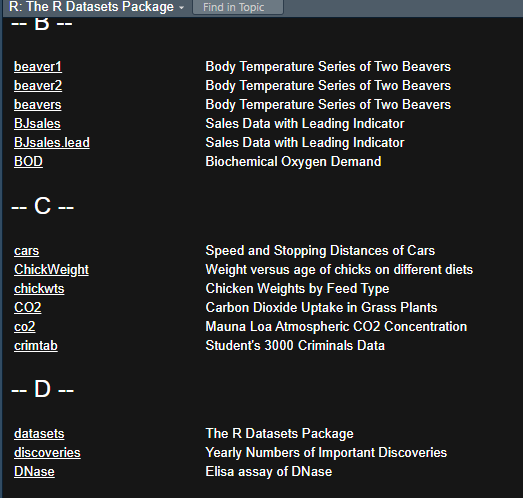 R: The R Datasets Package Find in Topic
-- B --
beaver1 Body Temperature Series of Two Beavers
beaver2 Body Temperature Series of Two Beavers
beavers Body Temperature Series of Two Beavers
BJsales Sales Data with Leading Indicator
BJsales.lead Sales Data with Leading Indicator
BOD Biochemical Oxygen Demand
-- C --
cars Speed and Stopping Distances of Cars
ChickWeight Weight versus age of chicks on different diets
chickwts Chicken Weights by Feed Type
CO2 Carbon Dioxide Uptake in Grass Plants
co2 Mauna Loa Atmospheric CO2 Concentration
crimtab Student's 3000 Criminals Data
-- D --
datasets The R Datasets Package
discoveries Yearly Numbers of Important Discoveries
DNase Elisa assay of DNase